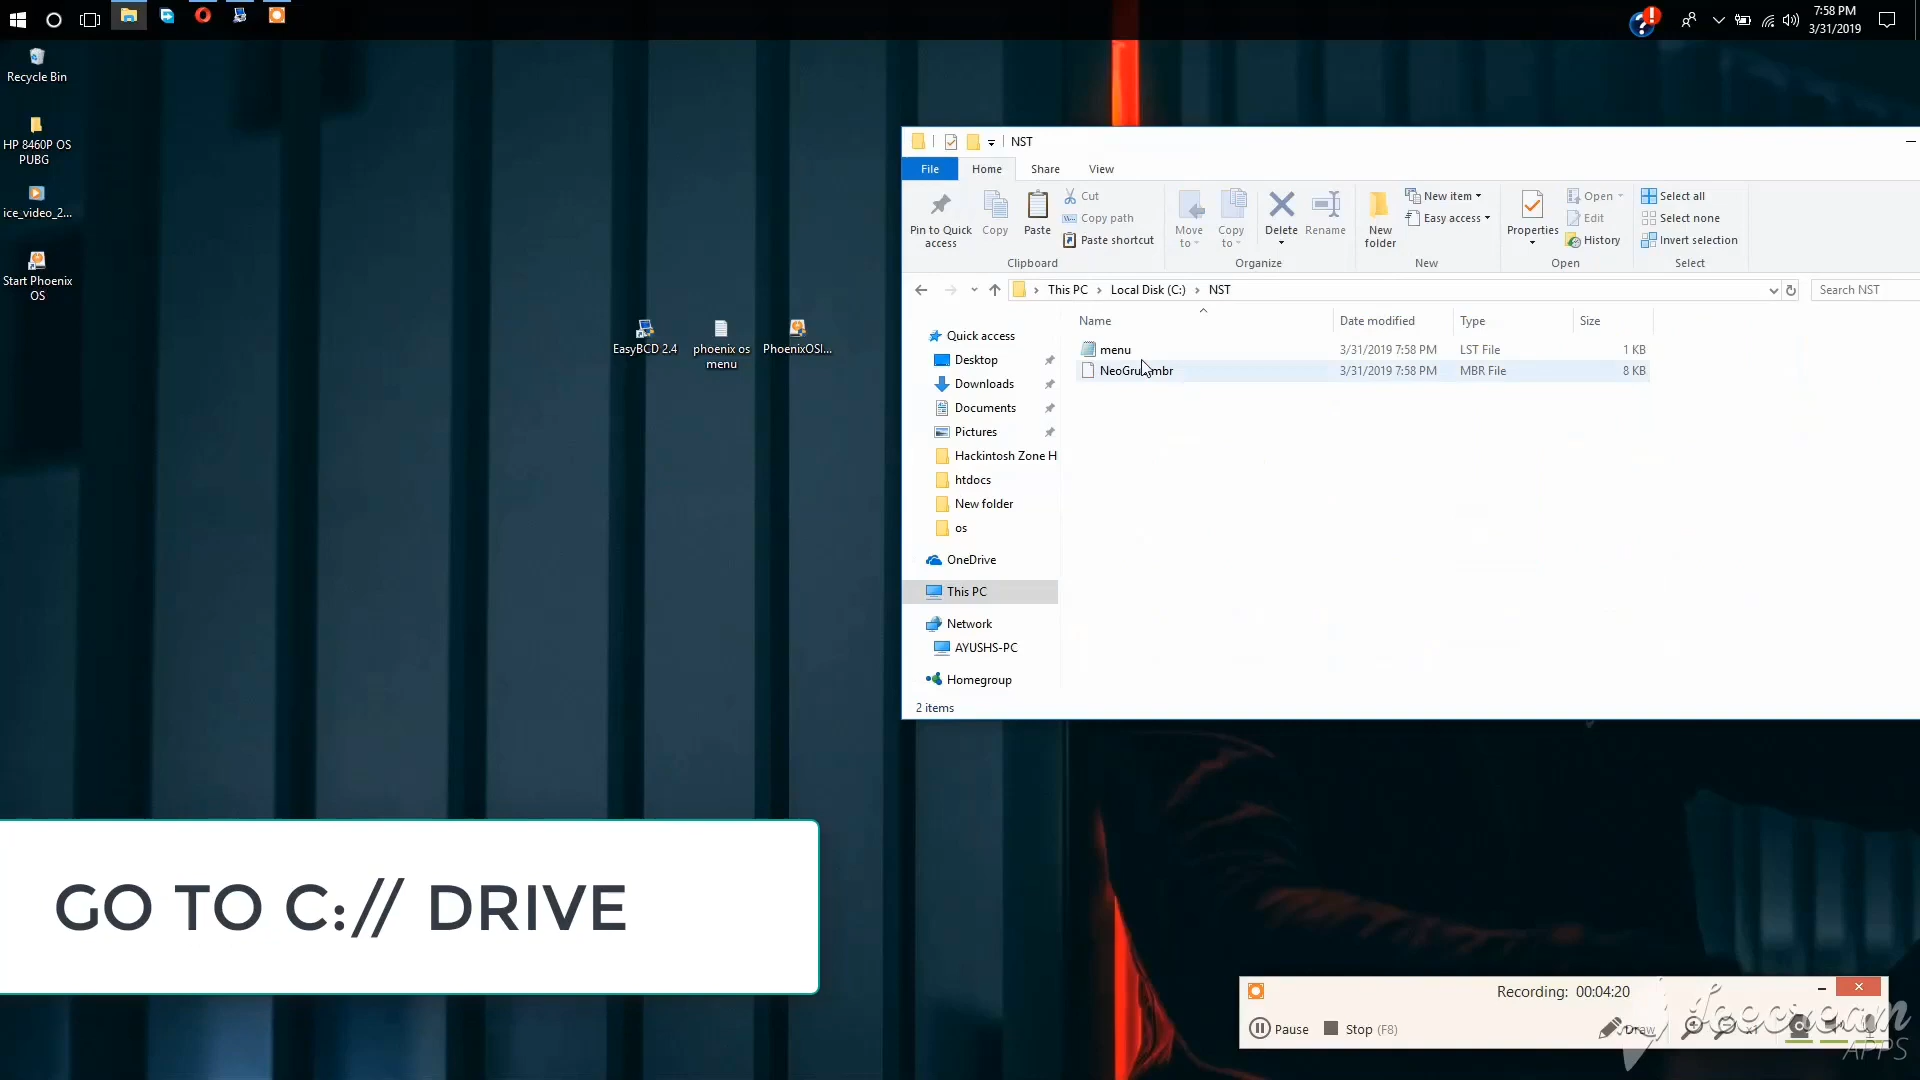 7:58 PM
3/31/2019
Recycle Bin
HP 8460P OS
PUBG
ice_video_2...
Start Phoenix
OS
EasyBCD 2.4
phoenix os
menu
PhoenixOSI...
NST
File
Home
Share
View
Pin to Quick
access
Copy
Paste
Cut
Copy path
Paste shortcut
Clipboard
Move
to
Copy
to
Delete
Rename
Organize
New
folder
New item
Easy access
New
Properties
Open
Edit
History
Open
Select all
Select none
Invert selection
Select
This PC
Local Disk (C:)
NST
Search NST
Name
Date modified
Type
Size
menu
3/31/2019 7:58 PM
LST File
1 KB
3/31/2019 7:58 PM
MBR File
8 KB
Quick access
Desktop
Downloads
Documents
Pictures
Hackintosh Zone H
htdocs
New folder
os
OneDrive
This PC
Network
AYUSHS-PC
Homegroup
2 items
GO TO C:// DRIVE
Recording: 00:04:20
Pause
Stop (F8)
Draw
Icecream
APPS